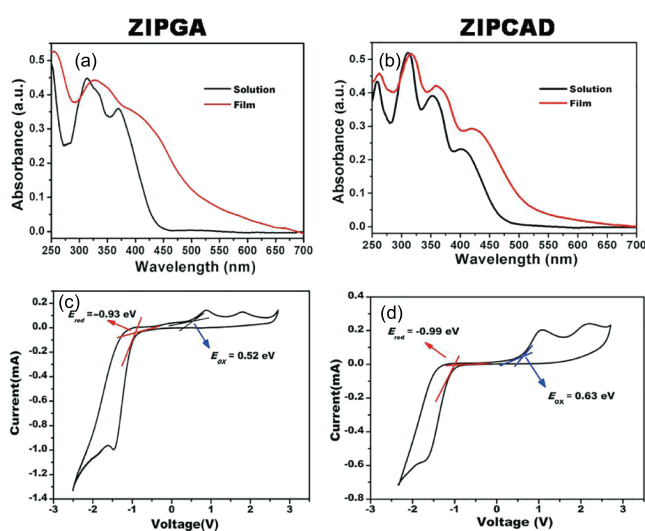 ZIPGA
ZIPCAD
(a)
Solution
Film
Absorbance (a.u.)
0.5
0.4
0.3
0.2
0.1
0.0
250 300 350 400 450 500 550 600 650 700
Wavelength (nm)
(b)
Solution
Film
Absorbance (a.u.)
0.5
0.4
0.3
0.2
0.1
0.0
250 300 350 400 450 500 550 600 650 700
Wavelength (nm)
(c)
Ered = −0.93 eV
EOX = 0.52 eV
Current(mA)
0.2
0.0
-0.2
-0.4
-0.6
-0.8
-1.0
-1.2
-1.4
-3 -2 -1 0 1 2 3
Voltage(V)
(d)
Ered = -0.99 eV
EOX = 0.63 eV
Current(mA)
0.4
0.2
0.0
-0.2
-0.4
-0.6
-0.8
-3 -2 -1 0 1 2 3
Voltage (V)